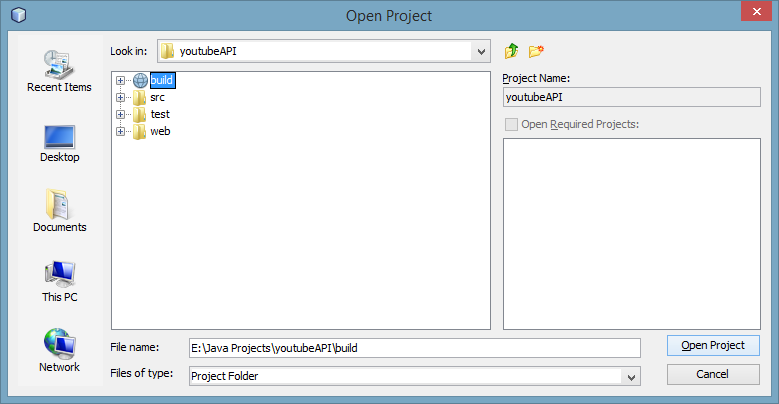 Open Project
Look in: youtubeAPI
Recent Items
Desktop
Documents
This PC
Network
build
src
test
web
Project Name:
youtubeAPI
Open Required Projects:
File name: E:\Java Projects\youtubeAPI\build
Open Project
Files of type: Project Folder
Cancel